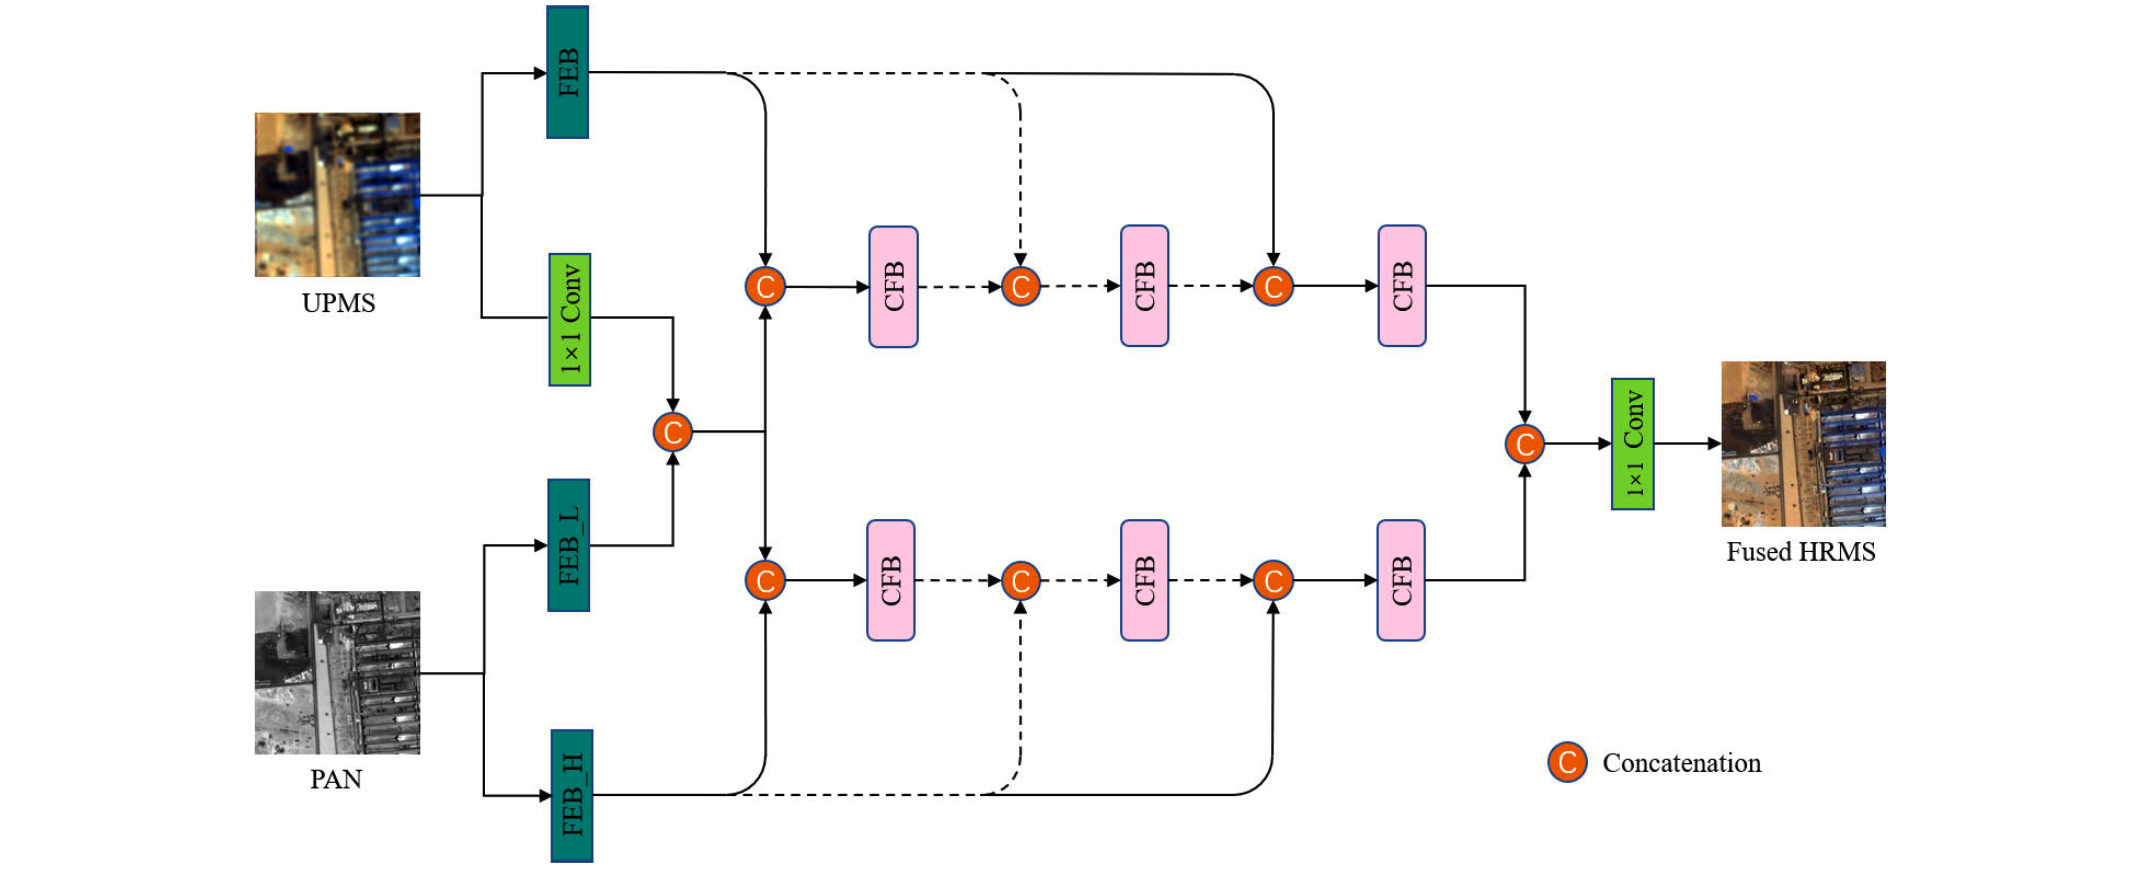 FEB
UPMS
1×1 Conv
C
C
CFB
C
CFB
C
CFB
C
1×1 Conv
Fused HRMS
FEB_L
C
CFB
C
CFB
C
CFB
PAN
FEB_H
C Concatenation